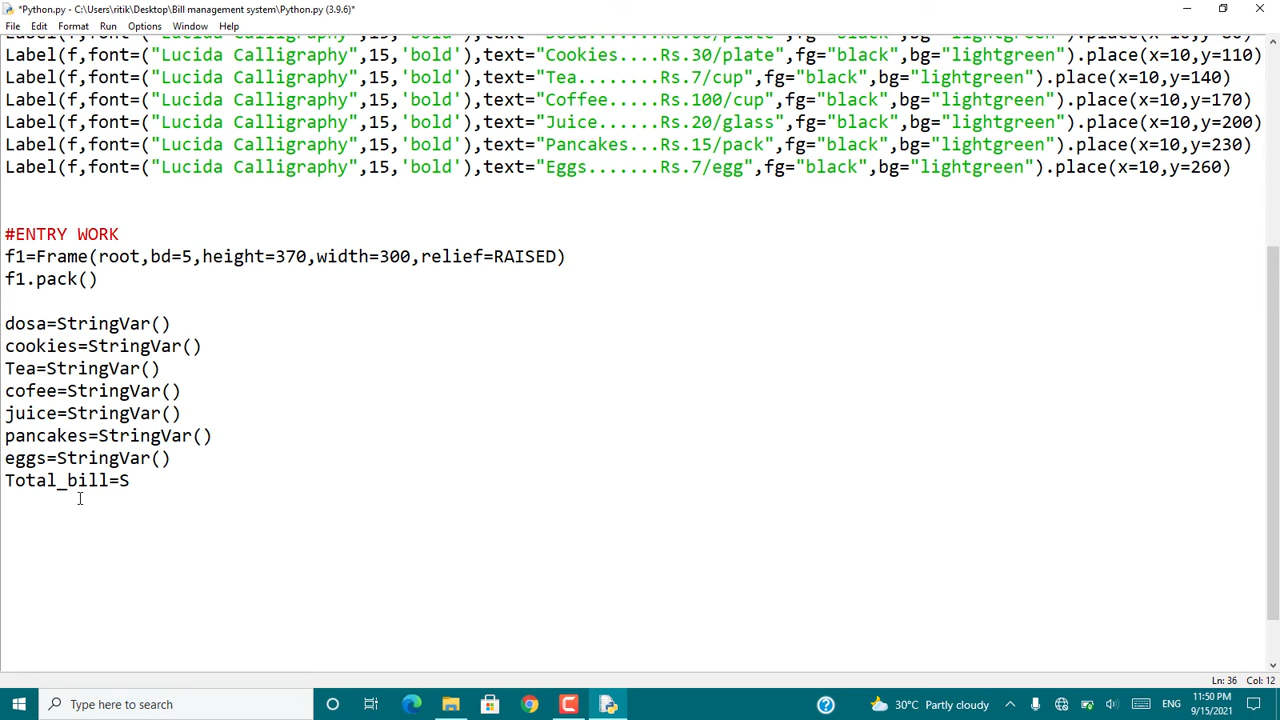 *Python.py - C:\Users\ritik\Desktop\Bill management system\Python.py (3.9.6)*
File Edit Format Run Options Window Help
Label(f,font=("Lucida Calligraphy",15,'bold'),text="Cookies....Rs.30/plate",fg="black",bg="lightgreen").place(x=10,y=110)
Label(f,font=("Lucida Calligraphy",15,'bold'),text="Tea........Rs.7/cup",fg="black",bg="lightgreen").place(x=10,y=140)
Label(f,font=("Lucida Calligraphy",15,'bold'),text="Coffee.....Rs.100/cup",fg="black",bg="lightgreen").place(x=10,y=170)
Label(f,font=("Lucida Calligraphy",15,'bold'),text="Juice......Rs.20/glass",fg="black",bg="lightgreen").place(x=10,y=200)
Label(f,font=("Lucida Calligraphy",15,'bold'),text="Pancakes...Rs.15/pack",fg="black",bg="lightgreen").place(x=10,y=230)
Label(f,font=("Lucida Calligraphy",15,'bold'),text="Eggs.......Rs.7/egg",fg="black",bg="lightgreen").place(x=10,y=260)
#ENTRY WORK
f1=Frame(root,bd=5,height=370,width=300,relief=RAISED)
f1.pack()
dosa=StringVar()
cookies=StringVar()
Tea=StringVar()
cofee=StringVar()
juice=StringVar()
pancakes=StringVar()
eggs=StringVar()
Total_bill=S
Ln: 36 Col: 12
Type here to search
30°C Partly cloudy
ENG
11:50 PM
9/15/2021